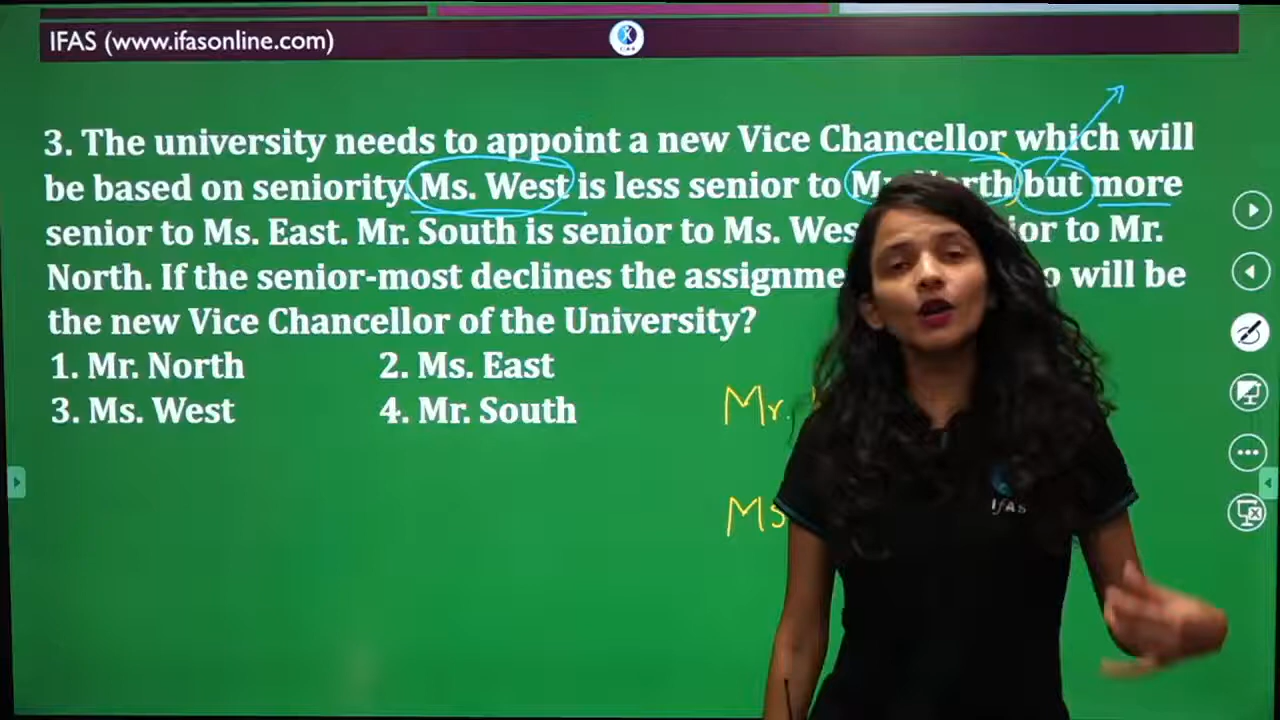 IFAS (www.ifasonline.com)
3. The university needs to appoint a new Vice Chancellor which will
be based on seniority. Ms. West is less senior to Mr. North but more
senior to Ms. East. Mr. South is senior to Ms. to Mr.
North. If the senior-most declines the will be
the new Vice Chancellor of the University?
1. Mr. North 2. Ms. East
3. Ms. West 4. Mr. South
Mr.
Ms
IFAS